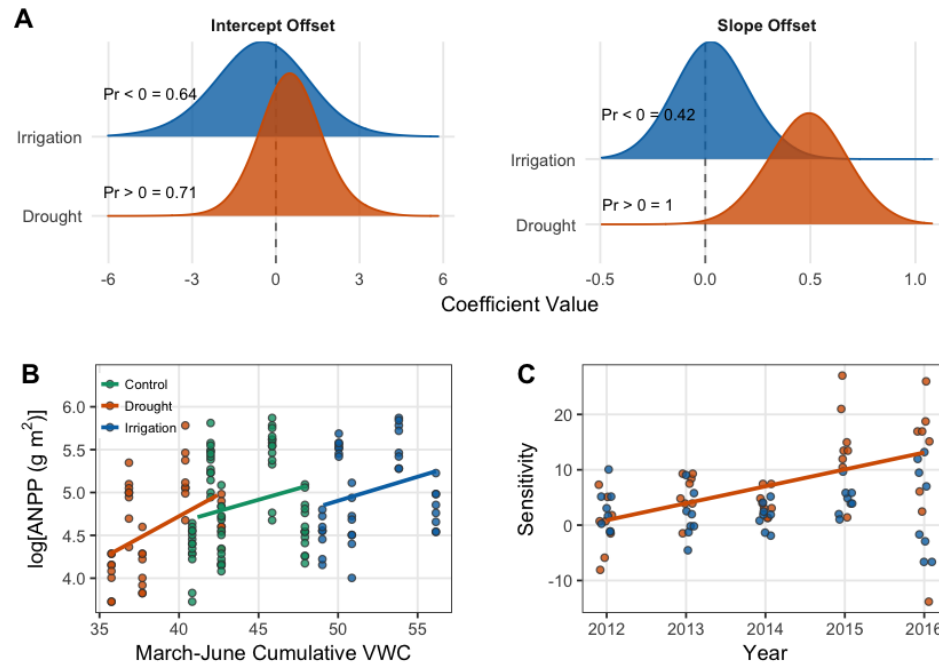 A
Intercept Offset
Slope Offset
Pr < 0 = 0.64
Irrigation
Pr > 0 = 0.71
Drought
-6 -3 0 3 6
Pr < 0 = 0.42
Irrigation
Pr > 0 = 1
Drought
-0.5 0.0 0.5 1.0
Coefficient Value
B
Control
Drought
Irrigation
log[ANPP (g m²)]
6.0
5.5
5.0
4.5
4.0
35 40 45 50 55
March-June Cumulative VWC
C
Sensitivity
20
10
0
-10
2012 2013 2014 2015 2016
Year